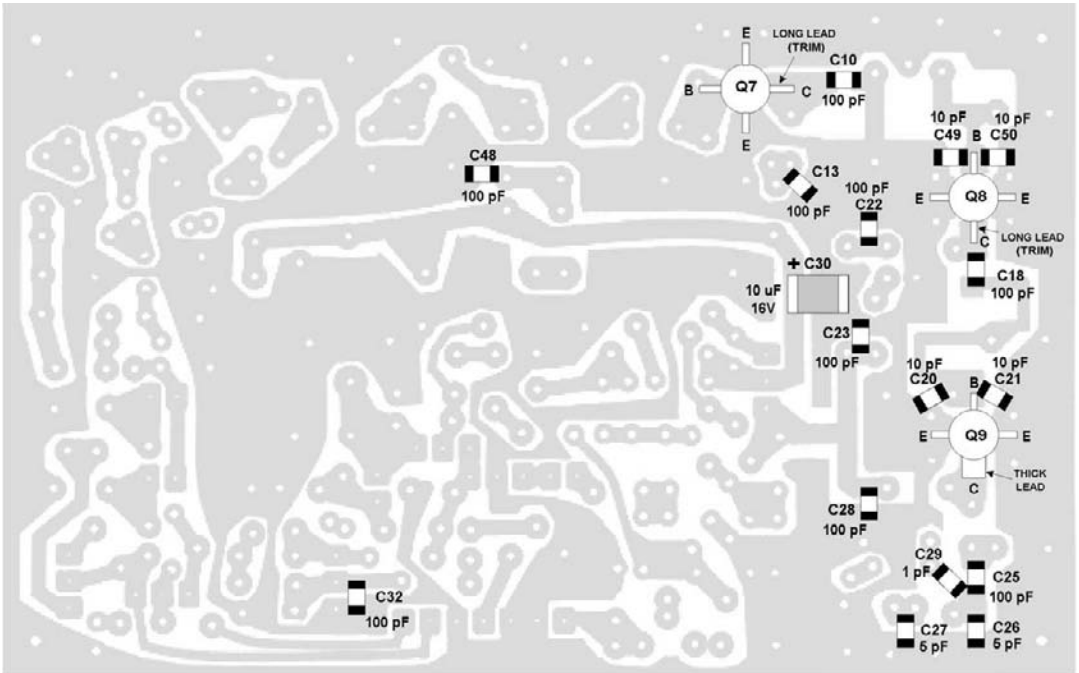 E
LONG LEAD
(TRIM)
Q7
B
C
E
C10
100 pF
10 pF
10 pF
C49
B
C50
C48
100 pF
C13
100 pF
100 pF
C22
E
Q8
E
C
LONG LEAD
(TRIM)
+ C30
10 uF
16V
C18
100 pF
C23
100 pF
10 pF
C20
10 pF
C21
B
E
Q9
E
C
THICK
LEAD
C28
100 pF
C29
1 pF
C25
100 pF
C32
100 pF
C27
5 pF
C26
5 pF